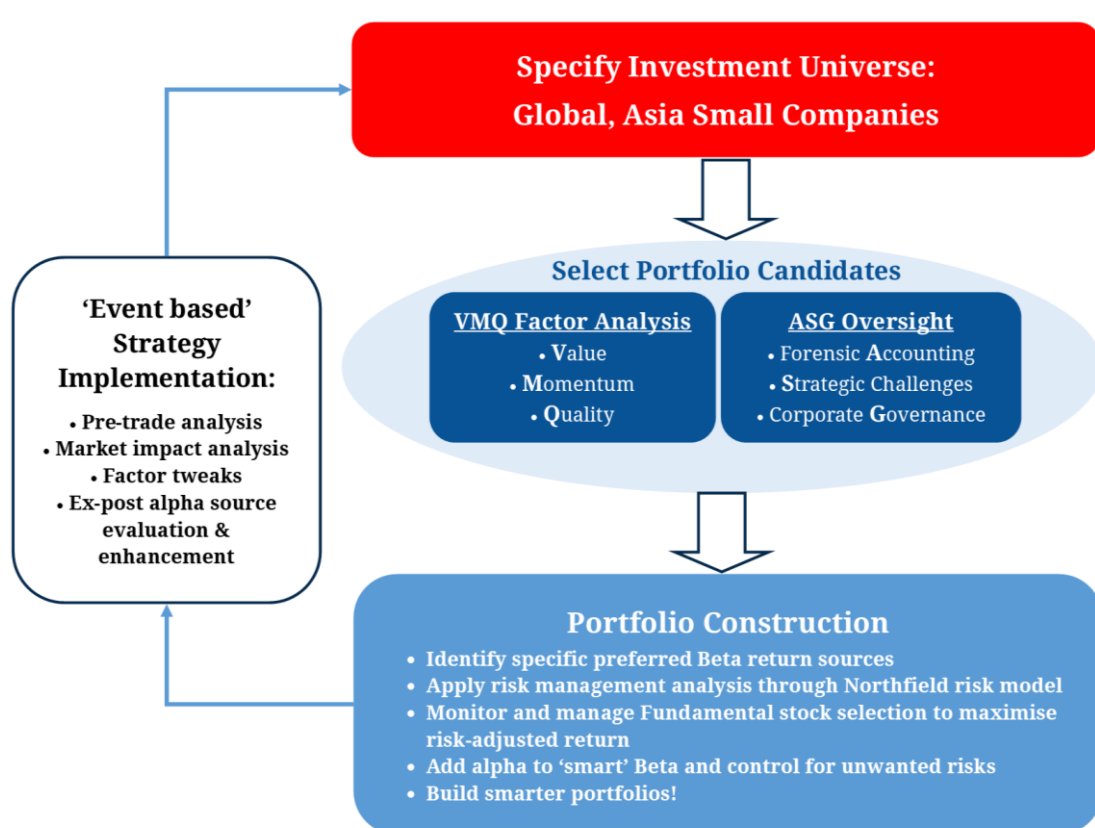 Specify Investment Universe:
Global, Asia Small Companies
Select Portfolio Candidates
VMQ Factor Analysis
• Value
• Momentum
• Quality
ASG Oversight
• Forensic Accounting
• Strategic Challenges
• Corporate Governance
‘Event based’
Strategy
Implementation:
• Pre-trade analysis
• Market impact analysis
• Factor tweaks
• Ex-post alpha source
evaluation &
enhancement
Portfolio Construction
• Identify specific preferred Beta return sources
• Apply risk management analysis through Northfield risk model
• Monitor and manage Fundamental stock selection to maximise
risk-adjusted return
• Add alpha to ‘smart’ Beta and control for unwanted risks
• Build smarter portfolios!